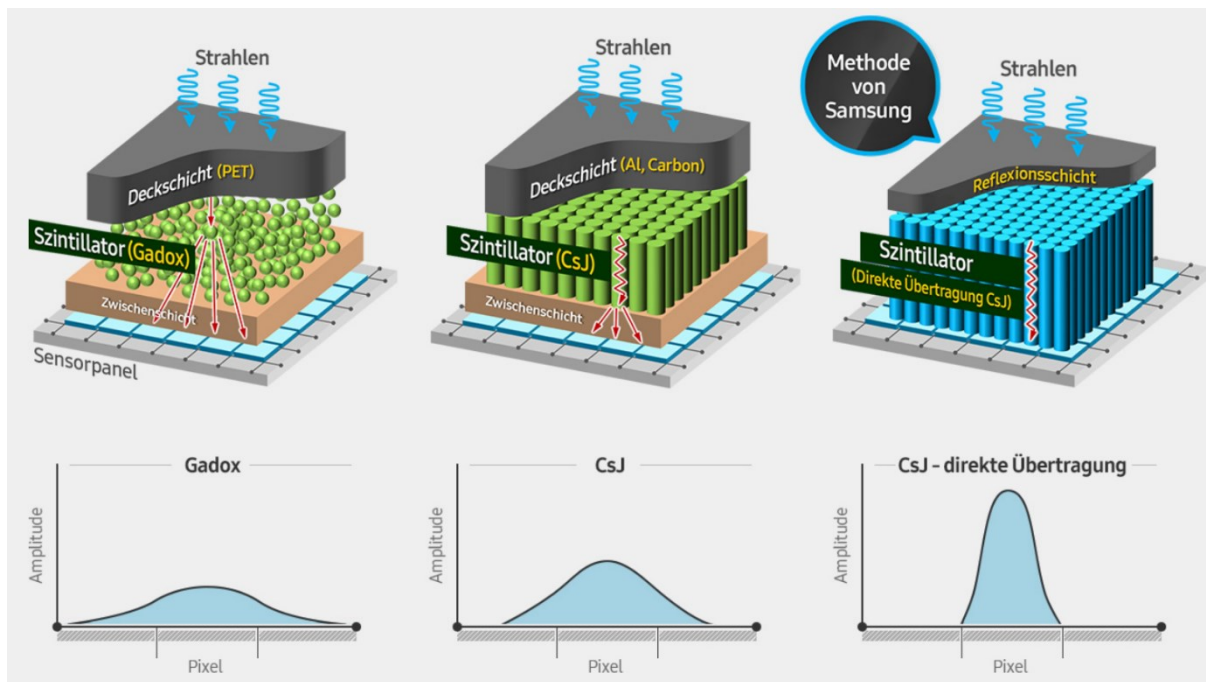 Strahlen
Deckschicht (PET)
Szintillator (Gadox)
Zwischenschicht
Sensorpanel
Strahlen
Deckschicht (Al, Carbon)
Szintillator (CsJ)
Zwischenschicht
Methode
von
Samsung
Strahlen
Reflexionsschicht
Szintillator
(Direkte Übertragung CsJ)
Gadox
Amplitude
Pixel
CsJ
Amplitude
Pixel
CsJ - direkte Übertragung
Amplitude
Pixel